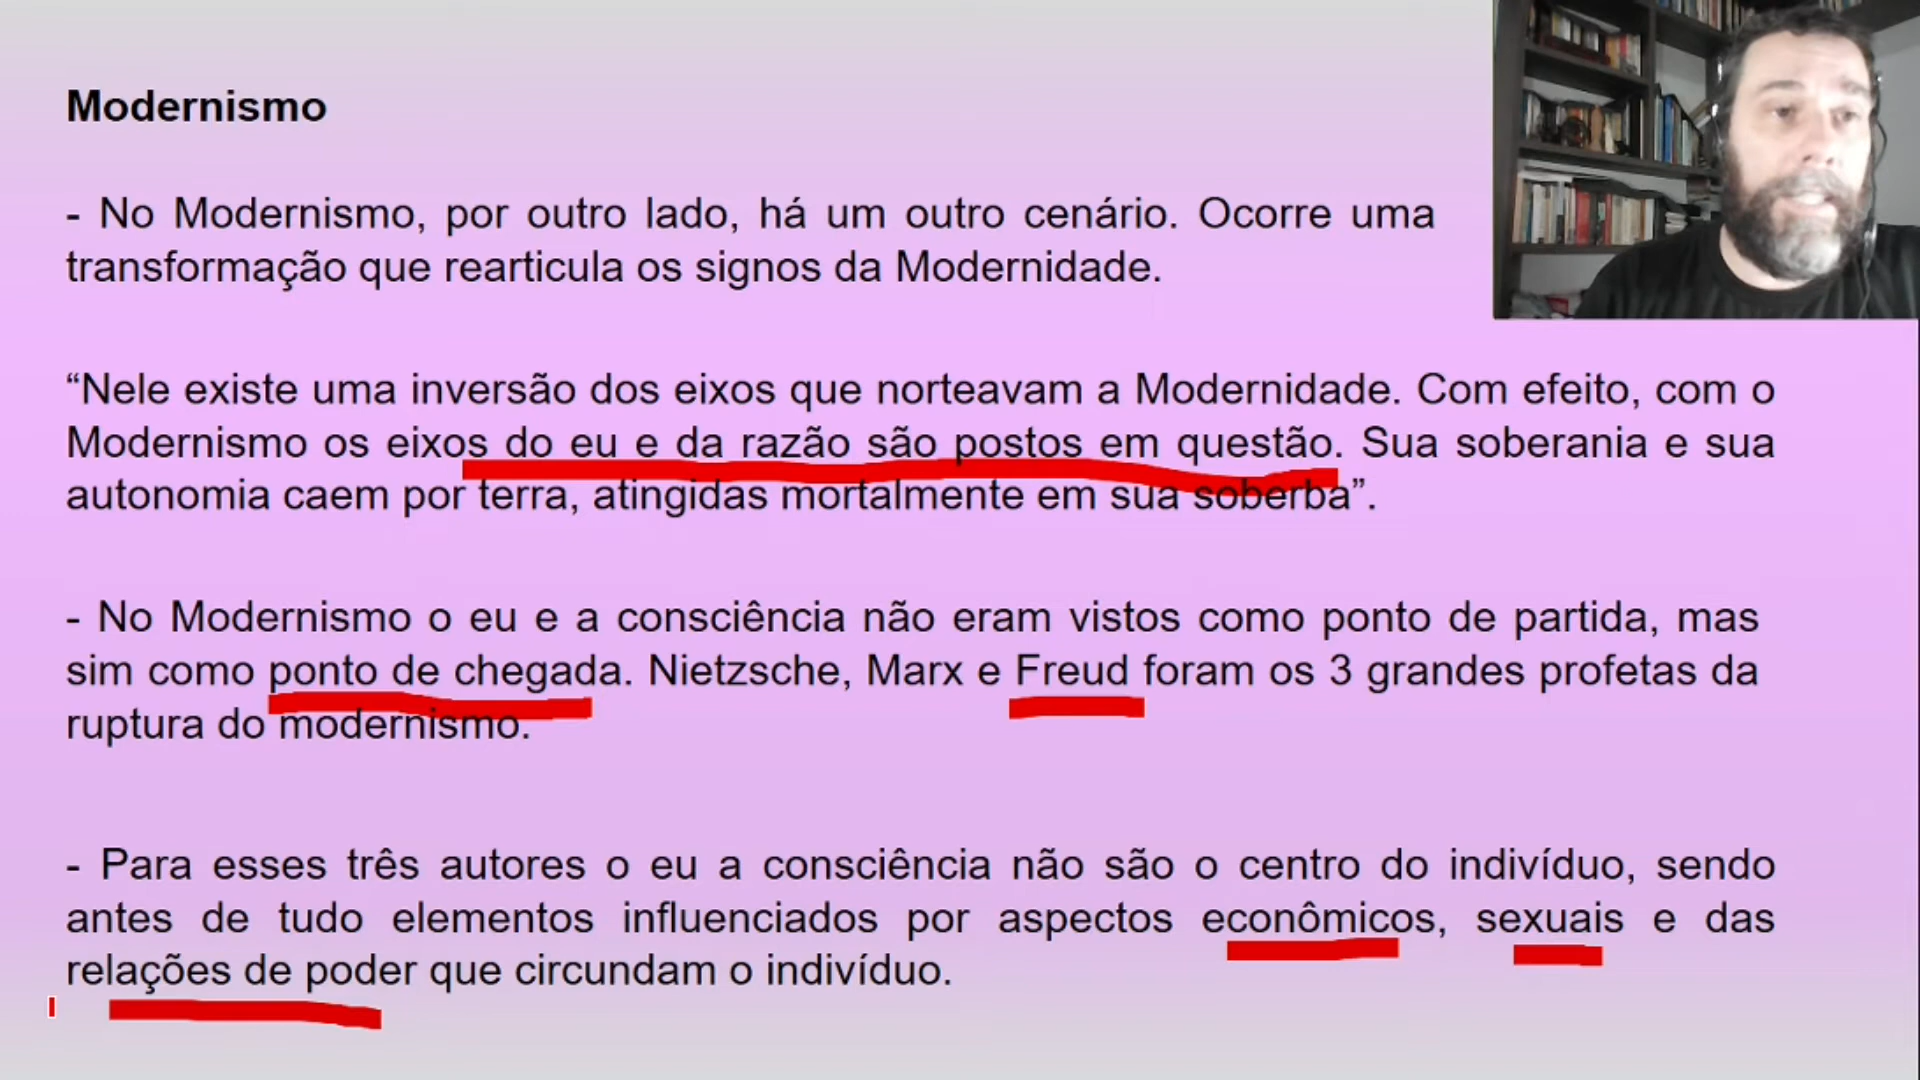 Modernismo
- No Modernismo, por outro lado, há um outro cenário. Ocorre uma
transformação que rearticula os signos da Modernidade.
“Nele existe uma inversão dos eixos que norteavam a Modernidade. Com efeito, com o
Modernismo os eixos do eu e da razão são postos em questão. Sua soberania e sua
autonomia caem por terra, atingidas mortalmente em sua soberba”.
- No Modernismo o eu e a consciência não eram vistos como ponto de partida, mas
sim como ponto de chegada. Nietzsche, Marx e Freud foram os 3 grandes profetas da
ruptura do modernismo.
- Para esses três autores o eu a consciência não são o centro do indivíduo, sendo
antes de tudo elementos influenciados por aspectos econômicos, sexuais e das
relações de poder que circundam o indivíduo.